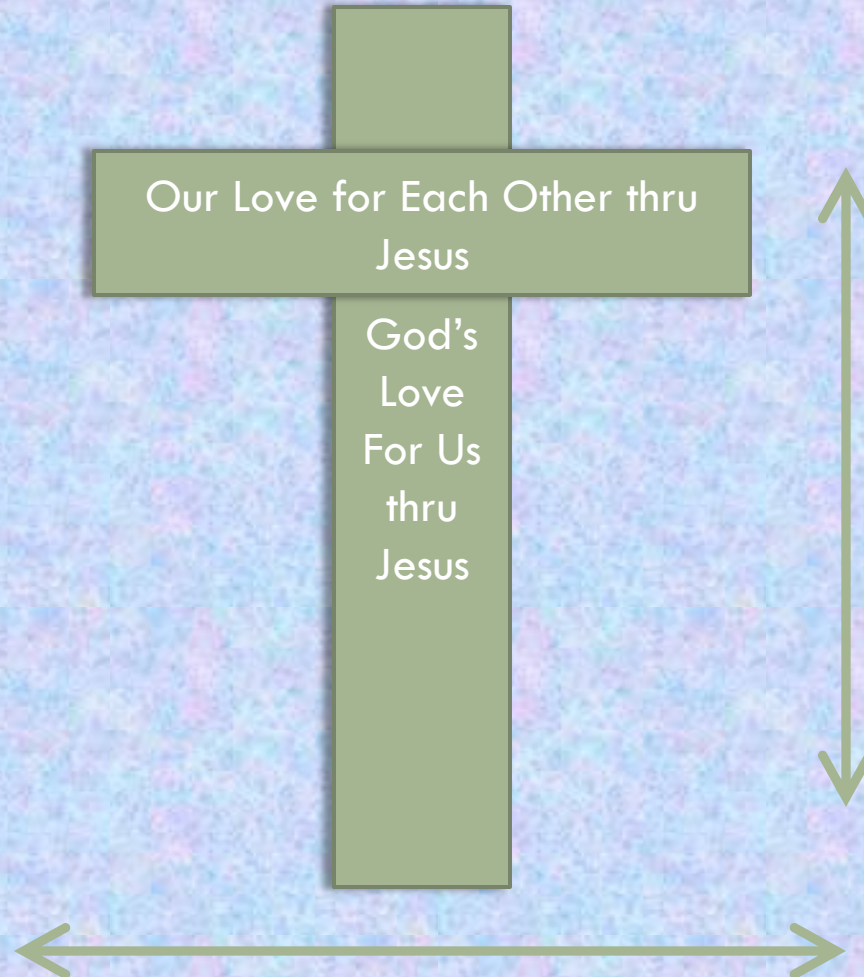 Our Love for Each Other thru
Jesus
God’s
Love
For Us
thru
Jesus